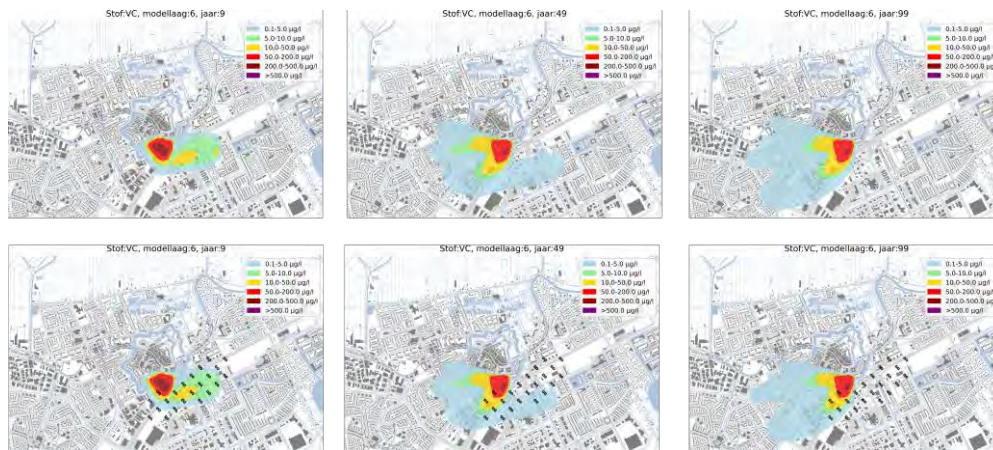 Stof:VC, modellaag:6, jaar:9
0.1-5.0 µg/l
5.0-10.0 µg/l
10.0-50.0 µg/l
50.0-200.0 µg/l
200.0-500.0 µg/l
>500.0 µg/l
Stof:VC, modellaag:6, jaar:49
0.1-5.0 µg/l
5.0-10.0 µg/l
10.0-50.0 µg/l
50.0-200.0 µg/l
200.0-500.0 µg/l
>500.0 µg/l
Stof:VC, modellaag:6, jaar:99
0.1-5.0 µg/l
5.0-10.0 µg/l
10.0-50.0 µg/l
50.0-200.0 µg/l
200.0-500.0 µg/l
>500.0 µg/l
Stof:VC, modellaag:6, jaar:9
0.1-5.0 µg/l
5.0-10.0 µg/l
10.0-50.0 µg/l
50.0-200.0 µg/l
200.0-500.0 µg/l
>500.0 µg/l
Stof:VC, modellaag:6, jaar:49
0.1-5.0 µg/l
5.0-10.0 µg/l
10.0-50.0 µg/l
50.0-200.0 µg/l
200.0-500.0 µg/l
>500.0 µg/l
Stof:VC, modellaag:6, jaar:99
0.1-5.0 µg/l
5.0-10.0 µg/l
10.0-50.0 µg/l
50.0-200.0 µg/l
200.0-500.0 µg/l
>500.0 µg/l